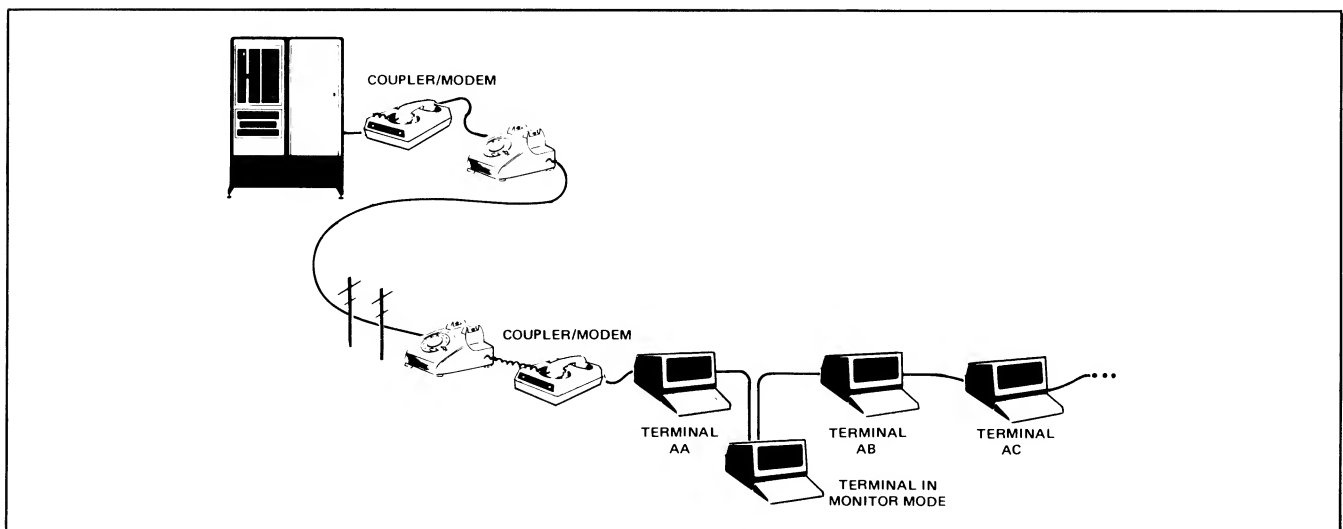 COUPLER/MODEM
COUPLER/MODEM
TERMINAL
AA
TERMINAL
AB
TERMINAL
AC
TERMINAL IN
MONITOR MODE